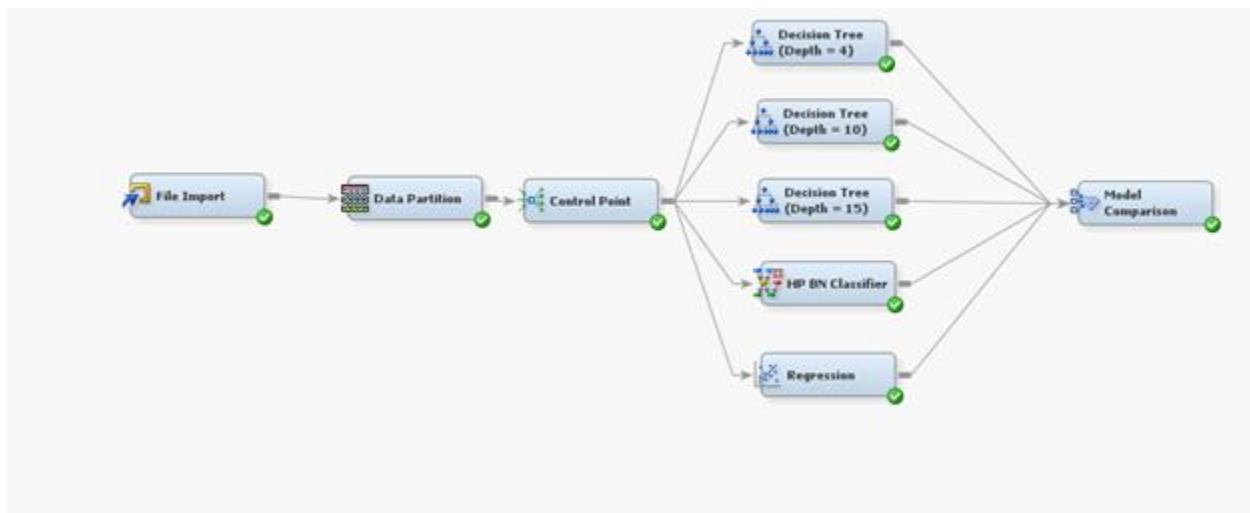 File Import
Data Partition
Control Point
Decision Tree
(Depth = 4)
Decision Tree
(Depth = 10)
Decision Tree
(Depth = 15)
HP BN Classifier
Regression
Model
Comparison